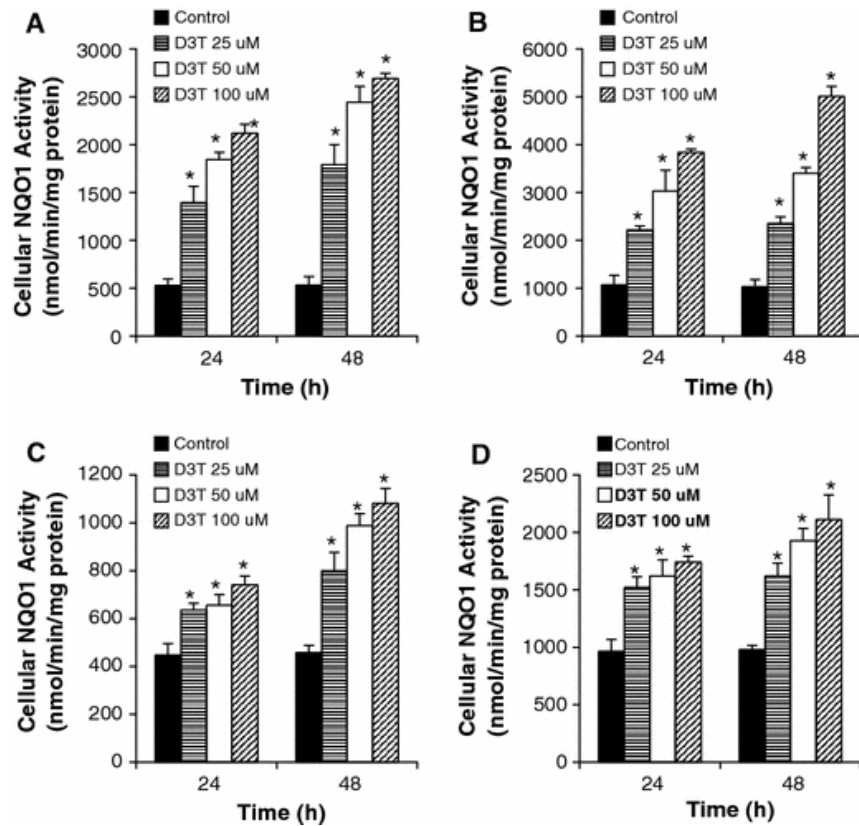 A
Control
D3T 25 uM
D3T 50 uM
D3T 100 uM
Cellular NQO1 Activity
(nmol/min/mg protein)
3000
2500
2000
1500
1000
500
0
* * * * * *
24 48
Time (h)
B
Control
D3T 25 uM
D3T 50 uM
D3T 100 uM
Cellular NQO1 Activity
(nmol/min/mg protein)
6000
5000
4000
3000
2000
1000
0
* * * * * *
24 48
Time (h)
C
Control
D3T 25 uM
D3T 50 uM
D3T 100 uM
Cellular NQO1 Activity
(nmol/min/mg protein)
1200
1000
800
600
400
200
0
* * * * * *
24 48
Time (h)
D
Control
D3T 25 uM
D3T 50 uM
D3T 100 uM
Cellular NQO1 Activity
(nmol/min/mg protein)
2500
2000
1500
1000
500
0
* * * * * *
24 48
Time (h)